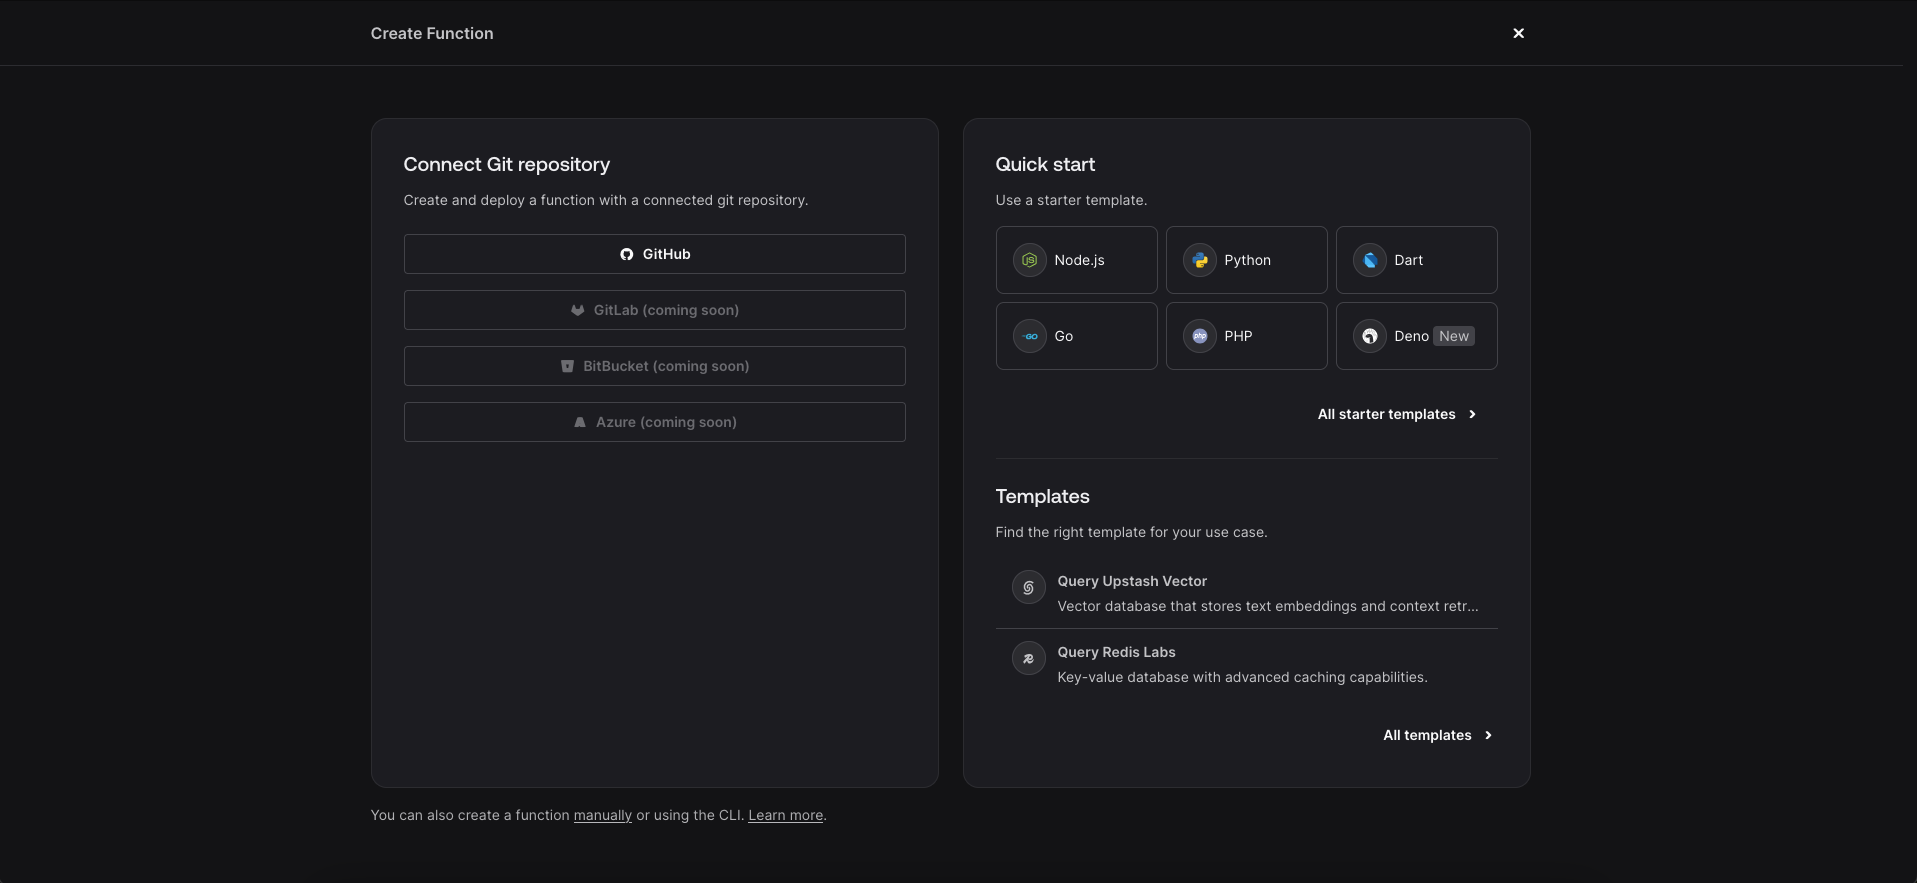 Create Function
Connect Git repository
Create and deploy a function with a connected git repository.
GitHub
GitLab (coming soon)
BitBucket (coming soon)
Azure (coming soon)
Quick start
Use a starter template.
JS Node.js
Python
Dart
GO Go
php PHP
Deno New
All starter templates
Templates
Find the right template for your use case.
Query Upstash Vector
Vector database that stores text embeddings and context retr...
Query Redis Labs
Key-value database with advanced caching capabilities.
All templates
You can also create a function manually or using the CLI. Learn more.